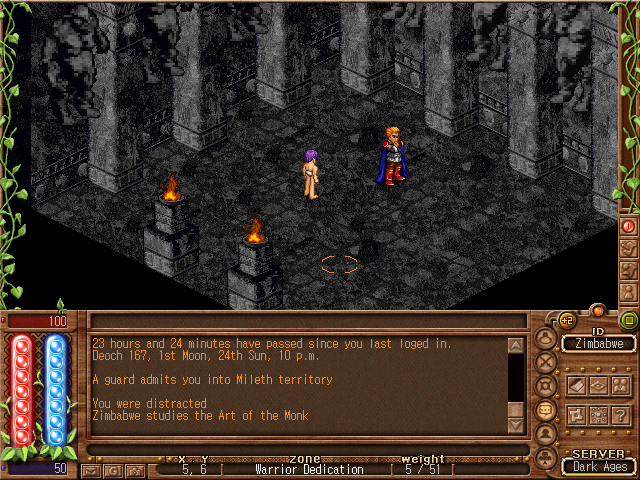 100
23 hours and 24 minutes have passed since you last loged in.
Deoch 167, 1st Moon, 24th Sun, 10 p.m.
A guard admits you into Mileth territory
You were distracted
Zimbabwe studies the Art of the Monk
+2
ID
Zimbabwe
?
SERVER
Dark Ages
x, y zone weight
50
G
5, 6 [ Warrior Dedication [ 5 / 51 [